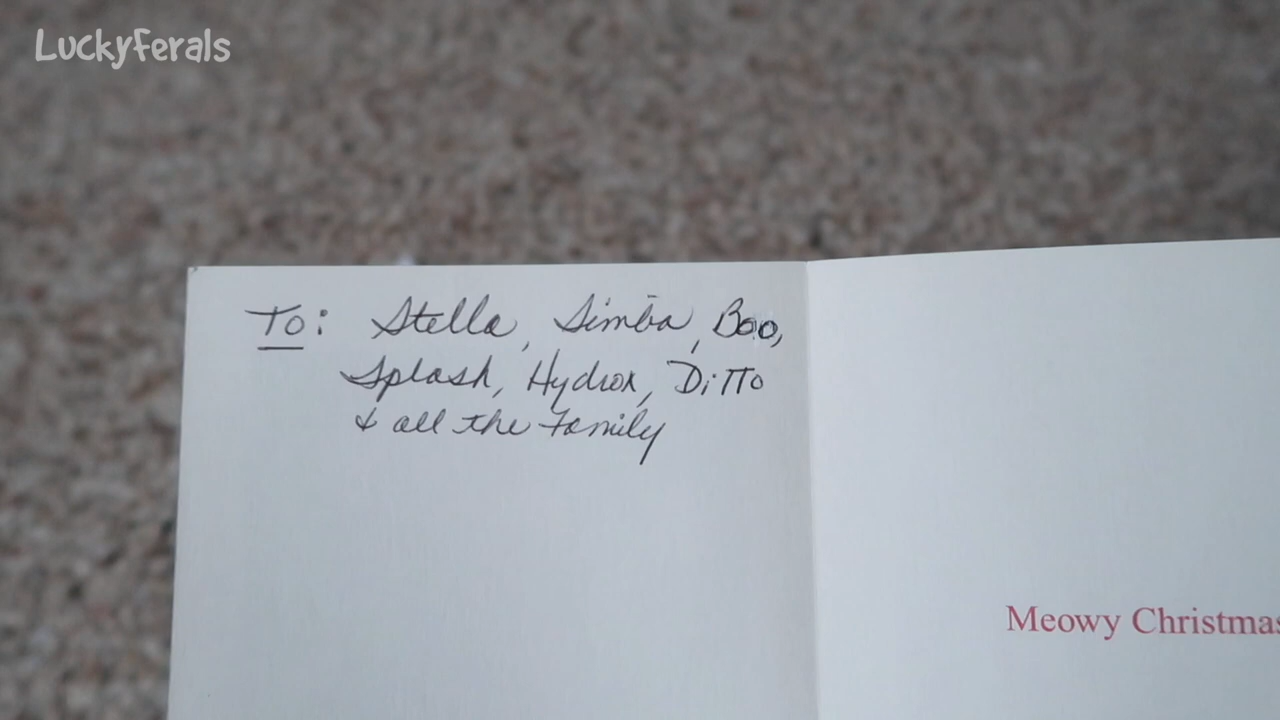 Luckyferals
To: Stella, Simba, Boo,
Splash, Hydrox, Ditto
& all the Family
Meowy Christmas